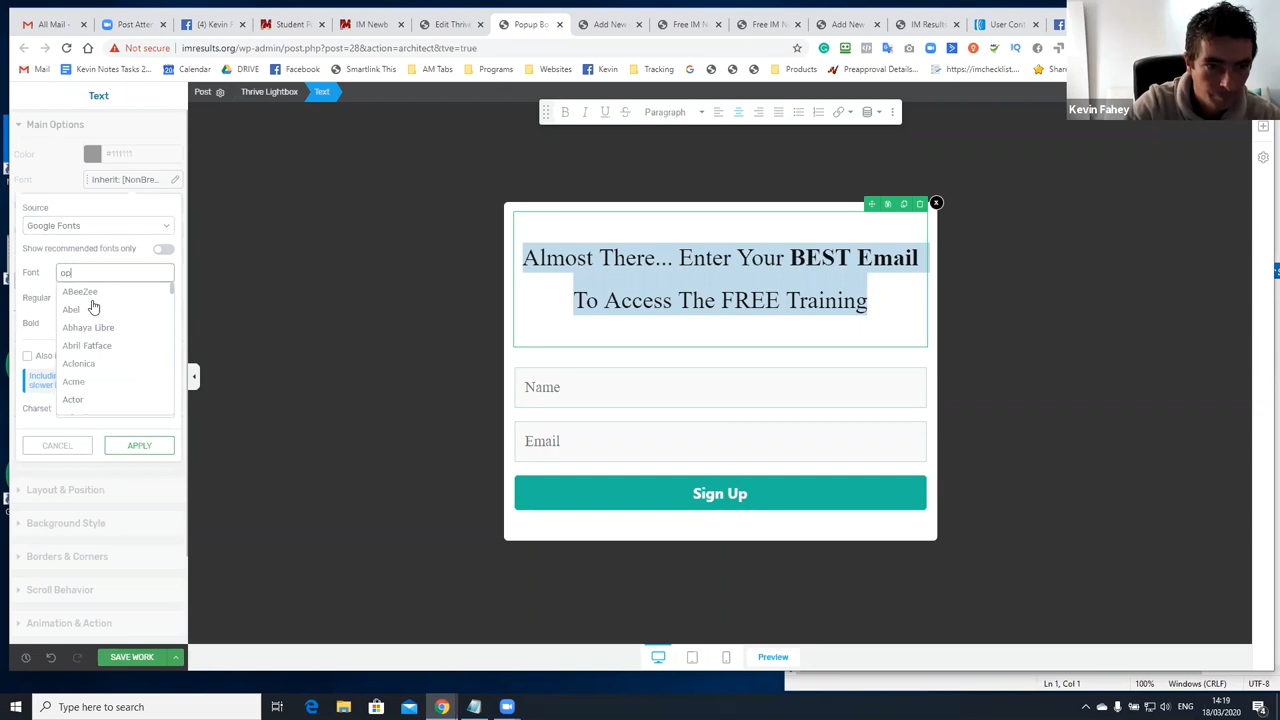 All Mail -
Post Atten
(4) Kevin F
Student P
IM Newb
Edit Thrive
Popup Bo
Add New
Free IM N
Free IM N
Add New
IM Results
User Cont
Not secure
imresults.org/wp-admin/post.php?post=288&action=architect&tve=true
Mail
Kevin Notes Tasks 2...
Calendar
DRIVE
Facebook
Smartlink This
AM Tabs
Programs
Websites
Kevin
Tracking
Products
Preapproval Details...
https://imchecklist....
Kevin Fahey
Text
Post
Thrive Lightbox
Text
Main Options
Paragraph
Color
#111111
Font
Inherit: [NonBre...
Source
Google Fonts
Show recommended fonts only
Font
op
Regular
Bold
ABeeZee
Abel
Abhaya Libre
Abril Fatface
Aclonica
Acme
Actor
Charset
CANCEL
APPLY
Layout & Position
Background Style
Borders & Corners
Scroll Behavior
Animation & Action
SAVE WORK
x
Almost There... Enter Your BEST Email
To Access The FREE Training
Name
Email
Sign Up
Preview
Ln 1, Col 1
100%
Windows (CRLF)
UTF-8
Type here to search
ENG
14:19
18/03/2020